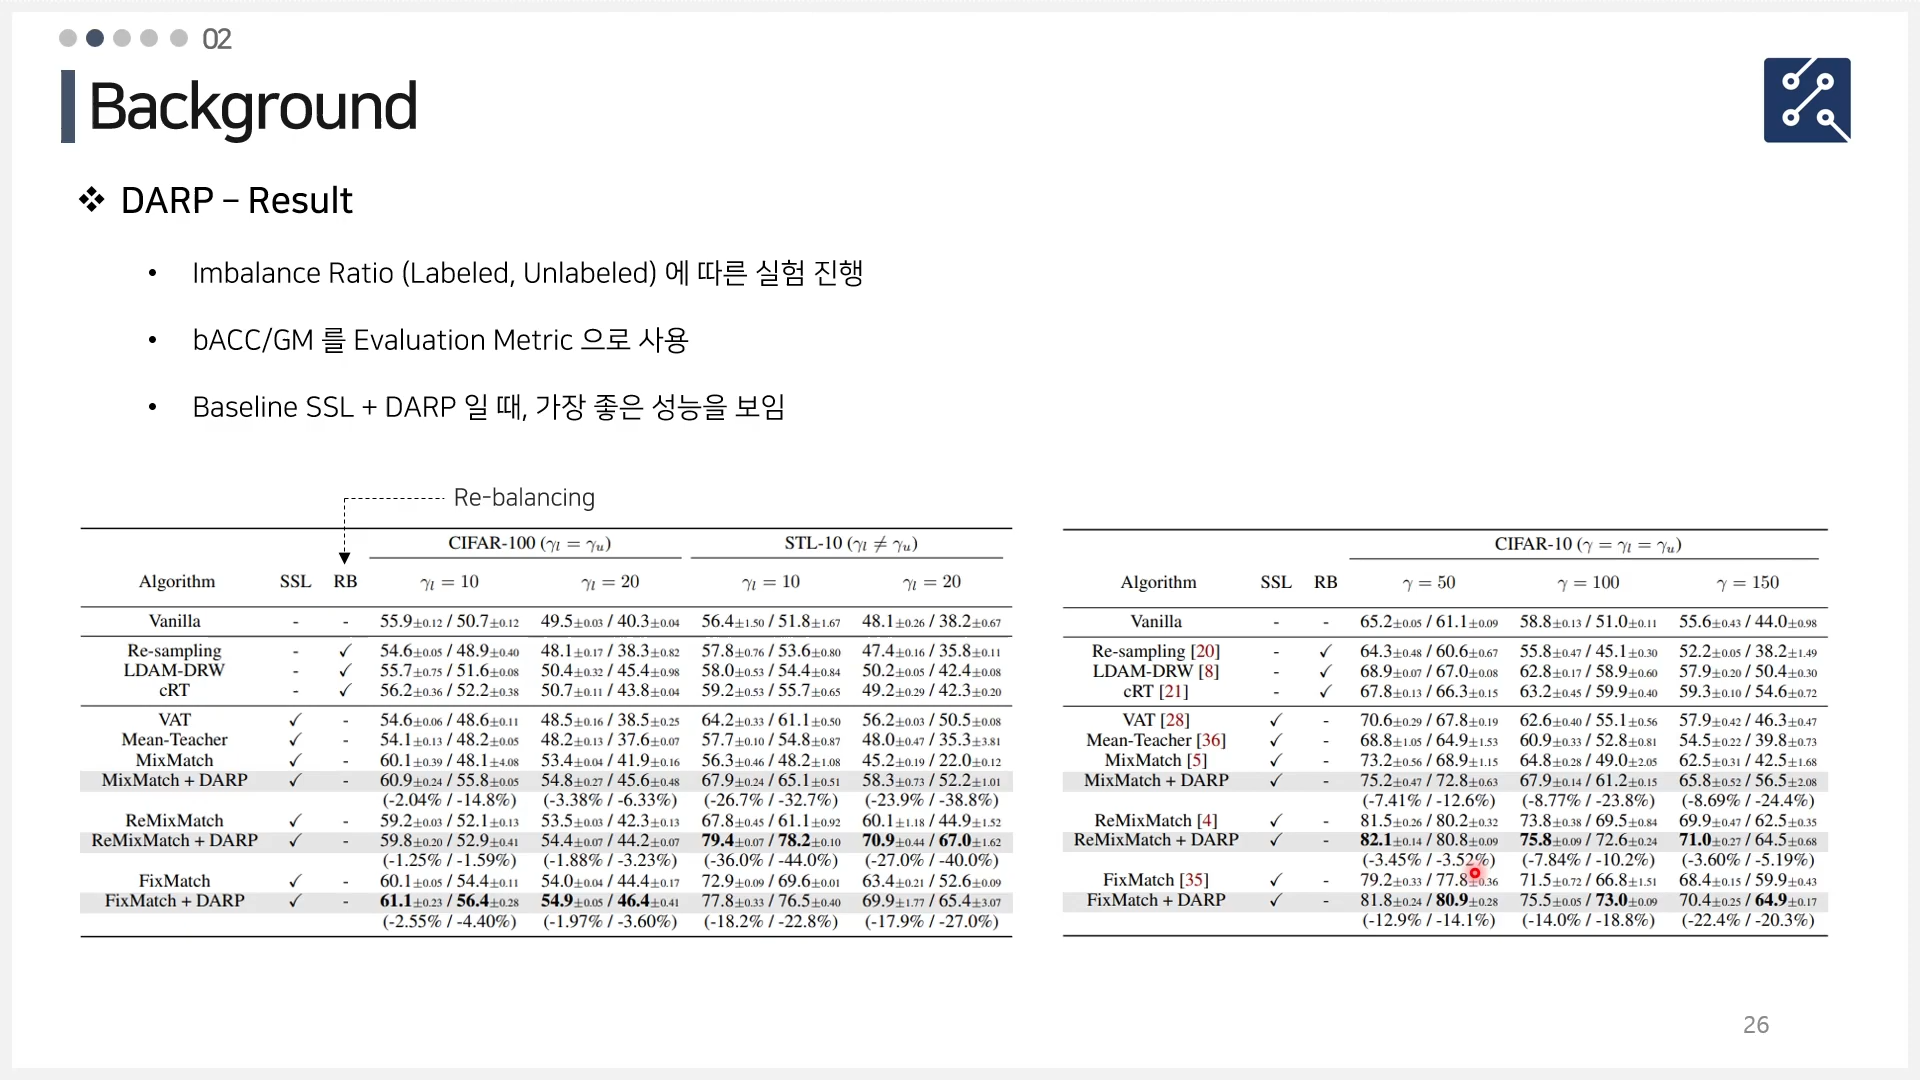 02
Background
❖ DARP – Result
• Imbalance Ratio (Labeled, Unlabeled) 에 따른 실험 진행
• bACC/GM 를 Evaluation Metric 으로 사용
• Baseline SSL + DARP 일 때, 가장 좋은 성능을 보임
Re-balancing
CIFAR-100 (γl = γu) STL-10 (γl ≠ γu)
Algorithm SSL RB γl = 10 γl = 20 γl = 10 γl = 20
Vanilla - - 55.9±0.12 / 50.7±0.12 49.5±0.03 / 40.3±0.04 56.4±1.50 / 51.8±1.67 48.1±0.26 / 38.2±0.67
Re-sampling - ✓ 54.6±0.05 / 48.9±0.40 48.1±0.17 / 38.3±0.82 57.8±0.76 / 53.6±0.80 47.4±0.16 / 35.8±0.11
LDAM-DRW - ✓ 55.7±0.75 / 51.6±0.08 50.4±0.32 / 45.4±0.98 58.0±0.53 / 54.4±0.84 50.2±0.05 / 42.4±0.08
cRT - ✓ 56.2±0.36 / 52.2±0.38 50.7±0.11 / 43.8±0.04 59.2±0.53 / 55.7±0.65 49.2±0.29 / 42.3±0.20
VAT ✓ - 54.6±0.06 / 48.6±0.11 48.5±0.16 / 38.5±0.25 64.2±0.33 / 61.1±0.50 56.2±0.03 / 50.5±0.08
Mean-Teacher ✓ - 54.1±0.13 / 48.2±0.05 48.2±0.13 / 37.6±0.07 57.7±0.10 / 54.8±0.87 48.0±0.47 / 35.3±3.81
MixMatch ✓ - 60.1±0.39 / 48.1±4.08 53.4±0.04 / 41.9±0.16 56.3±0.46 / 48.2±1.08 45.2±0.19 / 22.0±0.12
MixMatch + DARP ✓ - 60.9±0.24 / 55.8±0.05 54.8±0.27 / 45.6±0.48 67.9±0.24 / 65.1±0.51 58.3±0.73 / 52.2±1.01
(-2.04% / -14.8%) (-3.38% / -6.33%) (-26.7% / -32.7%) (-23.9% / -38.8%)
ReMixMatch ✓ - 59.2±0.03 / 52.1±0.13 53.5±0.03 / 42.3±0.13 67.8±0.45 / 61.1±0.92 60.1±1.18 / 44.9±1.52
ReMixMatch + DARP ✓ - 59.8±0.20 / 52.9±0.41 54.4±0.07 / 44.2±0.07 79.4±0.07 / 78.2±0.10 70.9±0.44 / 67.0±1.62
(-1.25% / -1.59%) (-1.88% / -3.23%) (-36.0% / -44.0%) (-27.0% / -40.0%)
FixMatch ✓ - 60.1±0.05 / 54.4±0.11 54.0±0.04 / 44.4±0.17 72.9±0.09 / 69.6±0.01 63.4±0.21 / 52.6±0.09
FixMatch + DARP ✓ - 61.1±0.23 / 56.4±0.28 54.9±0.05 / 46.4±0.41 77.8±0.33 / 76.5±0.40 69.9±1.77 / 65.4±3.07
(-2.55% / -4.40%) (-1.97% / -3.60%) (-18.2% / -22.8%) (-17.9% / -27.0%)
CIFAR-10 (γ = γl = γu)
Algorithm SSL RB γ = 50 γ = 100 γ = 150
Vanilla - - 65.2±0.05 / 61.1±0.09 58.8±0.13 / 51.0±0.11 55.6±0.43 / 44.0±0.98
Re-sampling [20] - ✓ 64.3±0.48 / 60.6±0.67 55.8±0.47 / 45.1±0.30 52.2±0.05 / 38.2±1.49
LDAM-DRW [8] - ✓ 68.9±0.07 / 67.0±0.08 62.8±0.17 / 58.9±0.60 57.9±0.20 / 50.4±0.30
cRT [21] - ✓ 67.8±0.13 / 66.3±0.15 63.2±0.45 / 59.9±0.40 59.3±0.10 / 54.6±0.72
VAT [28] ✓ - 70.6±0.29 / 67.8±0.19 62.6±0.40 / 55.1±0.56 57.9±0.42 / 46.3±0.47
Mean-Teacher [36] ✓ - 68.8±1.05 / 64.9±1.53 60.9±0.33 / 52.8±0.81 54.5±0.22 / 39.8±0.73
MixMatch [5] ✓ - 73.2±0.56 / 68.9±1.15 64.8±0.28 / 49.0±2.05 62.5±0.31 / 42.5±1.68
MixMatch + DARP ✓ - 75.2±0.47 / 72.8±0.63 67.9±0.14 / 61.2±0.15 65.8±0.52 / 56.5±2.08
(-7.41% / -12.6%) (-8.77% / -23.8%) (-8.69% / -24.4%)
ReMixMatch [4] ✓ - 81.5±0.26 / 80.2±0.32 73.8±0.38 / 69.5±0.84 69.9±0.47 / 62.5±0.35
ReMixMatch + DARP ✓ - 82.1±0.14 / 80.8±0.09 75.8±0.09 / 72.6±0.24 71.0±0.27 / 64.5±0.68
(-3.45% / -3.52%) (-7.84% / -10.2%) (-3.60% / -5.19%)
FixMatch [35] ✓ - 79.2±0.33 / 77.8±0.36 71.5±0.72 / 66.8±1.51 68.4±0.15 / 59.9±0.43
FixMatch + DARP ✓ - 81.8±0.24 / 80.9±0.28 75.5±0.05 / 73.0±0.09 70.4±0.25 / 64.9±0.17
(-12.9% / -14.1%) (-14.0% / -18.8%) (-22.4% / -20.3%)
26